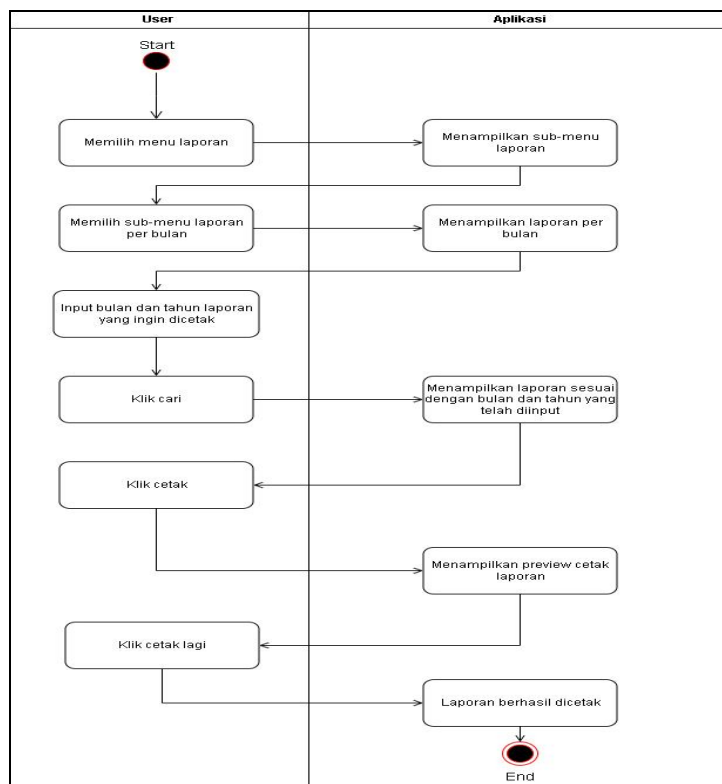 User
Aplikasi
Start
Memilih menu laporan
Menampilkan sub-menu
laporan
Memilih sub-menu laporan
per bulan
Menampilkan laporan per
bulan
Input bulan dan tahun laporan
yang ingin dicetak
Klik cari
Menampilkan laporan sesuai
dengan bulan dan tahun yang
telah diinput
Klik cetak
Menampilkan preview cetak
laporan
Klik cetak lagi
Laporan berhasil dicetak
End